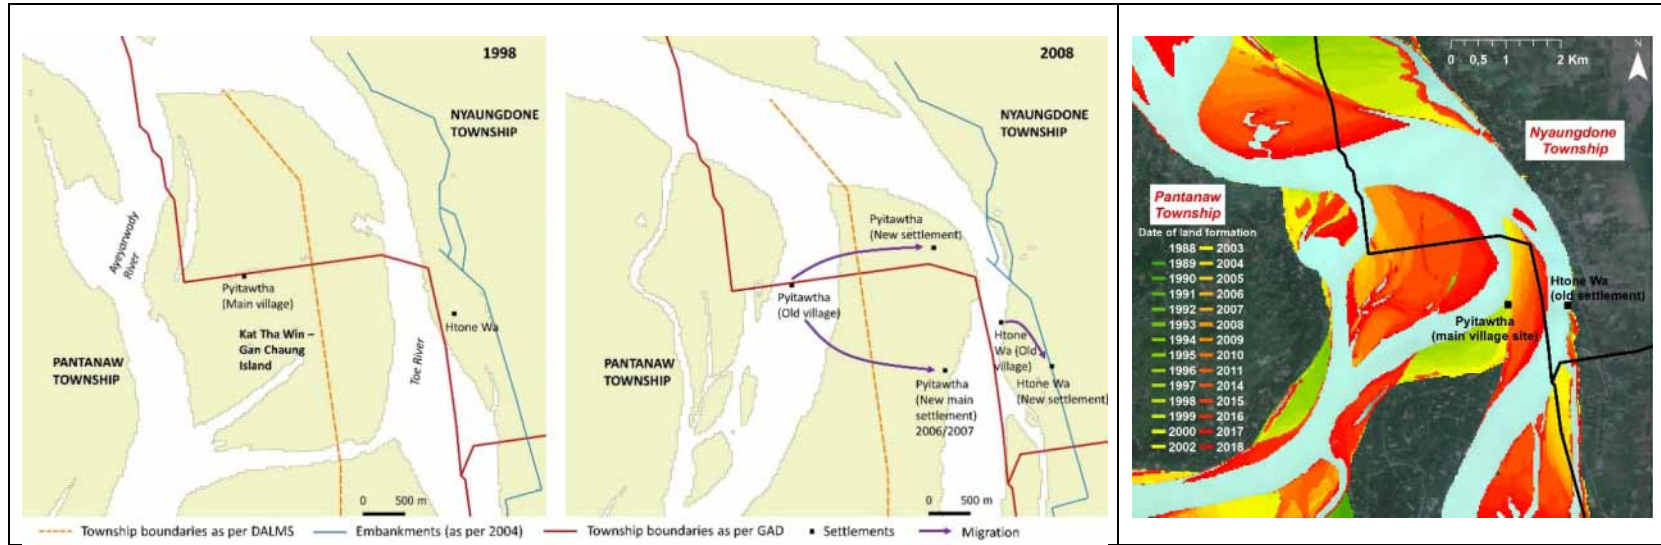 1998
NYAUNGDONE
TOWNSHIP
Ayeyarwody
River
Pyitawtha
(Main village)
Kat Tha Win –
Gan Chaung
Island
Htone Wa
PANTANAW
TOWNSHIP
Toe River
0 500 m
2008
NYAUNGDONE
TOWNSHIP
Pyitawtha
(New settlement)
Pyitawtha
(Old village)
PANTANAW
TOWNSHIP
Htone
Wa (Old
village)
Htone Wa
(New settlement)
Pyitawtha
(New main
settlement)
2006/2007
0 500 m
Township boundaries as per DALMS
Embankments (as per 2004)
Township boundaries as per GAD
Settlements
Migration
0 0,5 1 2 Km
N
Nyaungdone
Township
Pantanaw
Township
Date of land formation
1988 2003
1989 2004
1990 2005
1991 2006
1992 2007
1993 2008
1994 2009
1995 2010
1996 2011
1997 2014
1998 2015
1999 2016
2000 2017
2002 2018
Htone Wa
(old settlement)
Pyitawtha
(main village site)